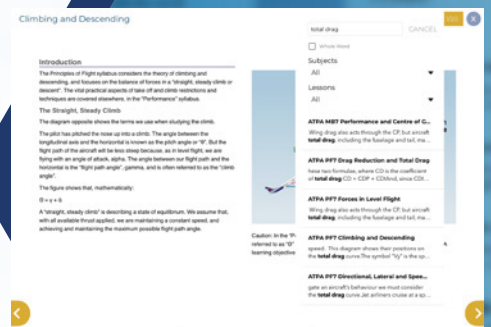 Climbing and Descending
X
total drag
CANCEL
Whole Word
Subjects
All
Lessons
All
Introduction
The Principles of Flight syllabus considers the theory of climbing and
descending, and focuses on the balance of forces in a "straight, steady climb or
descent". The vital practical aspects of take off and climb restrictions and
techniques are covered elsewhere, in the "Performance" syllabus.
The Straight, Steady Climb
The diagram opposite shows the terms we use when studying the climb.
The pilot has pitched the nose up into a climb. The angle between the
longitudinal axis and the horizontal is known as the pitch angle or "θ". But the
flight path of the aircraft will be less steep because, as in level flight, we are
flying with an angle of attack, alpha. The angle between our flight path and the
horizontal is the "flight path angle", gamma, and is often referred to as the "climb
angle".
The figure shows that, mathematically:
A "straight, steady climb" is describing a state of equilibrium. We assume that,
with all available thrust applied, we are maintaining a constant speed, and
achieving and maintaining the maximum possible flight path angle.
Caution: In the
referred to as "θ"
learning objective
ATPA MB7 Performance and Centre of G...
Wing drag also acts through the CP, but aircraft
total drag, including the fuselage and tail, ma...
ATPA PF7 Drag Reduction and Total Drag
hese two formulae, where CD is the coefficient
of total drag:CD = CDP + CDIAnd, since CDI...
ATPA PF7 Forces in Level Flight
Wing drag also acts through the CP, but aircraft
total drag, including the fuselage and tail, ma...
ATPA PF7 Climbing and Descending
speed. This diagram shows their positions on
the total drag curve.The symbol "Vy" is the sp...
ATPA PF7 Directional, Lateral and Spee...
gate an aircraft's behaviour we must consider
the total drag curve.Jet airliners cruise at a sp...